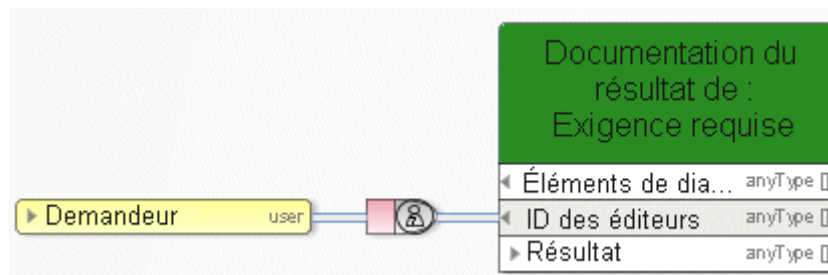 Documentation du
résultat de :
Exigence requise
Éléments de dia... anyType []
Demandeur user
ID des éditeurs anyType []
Résultat anyType []